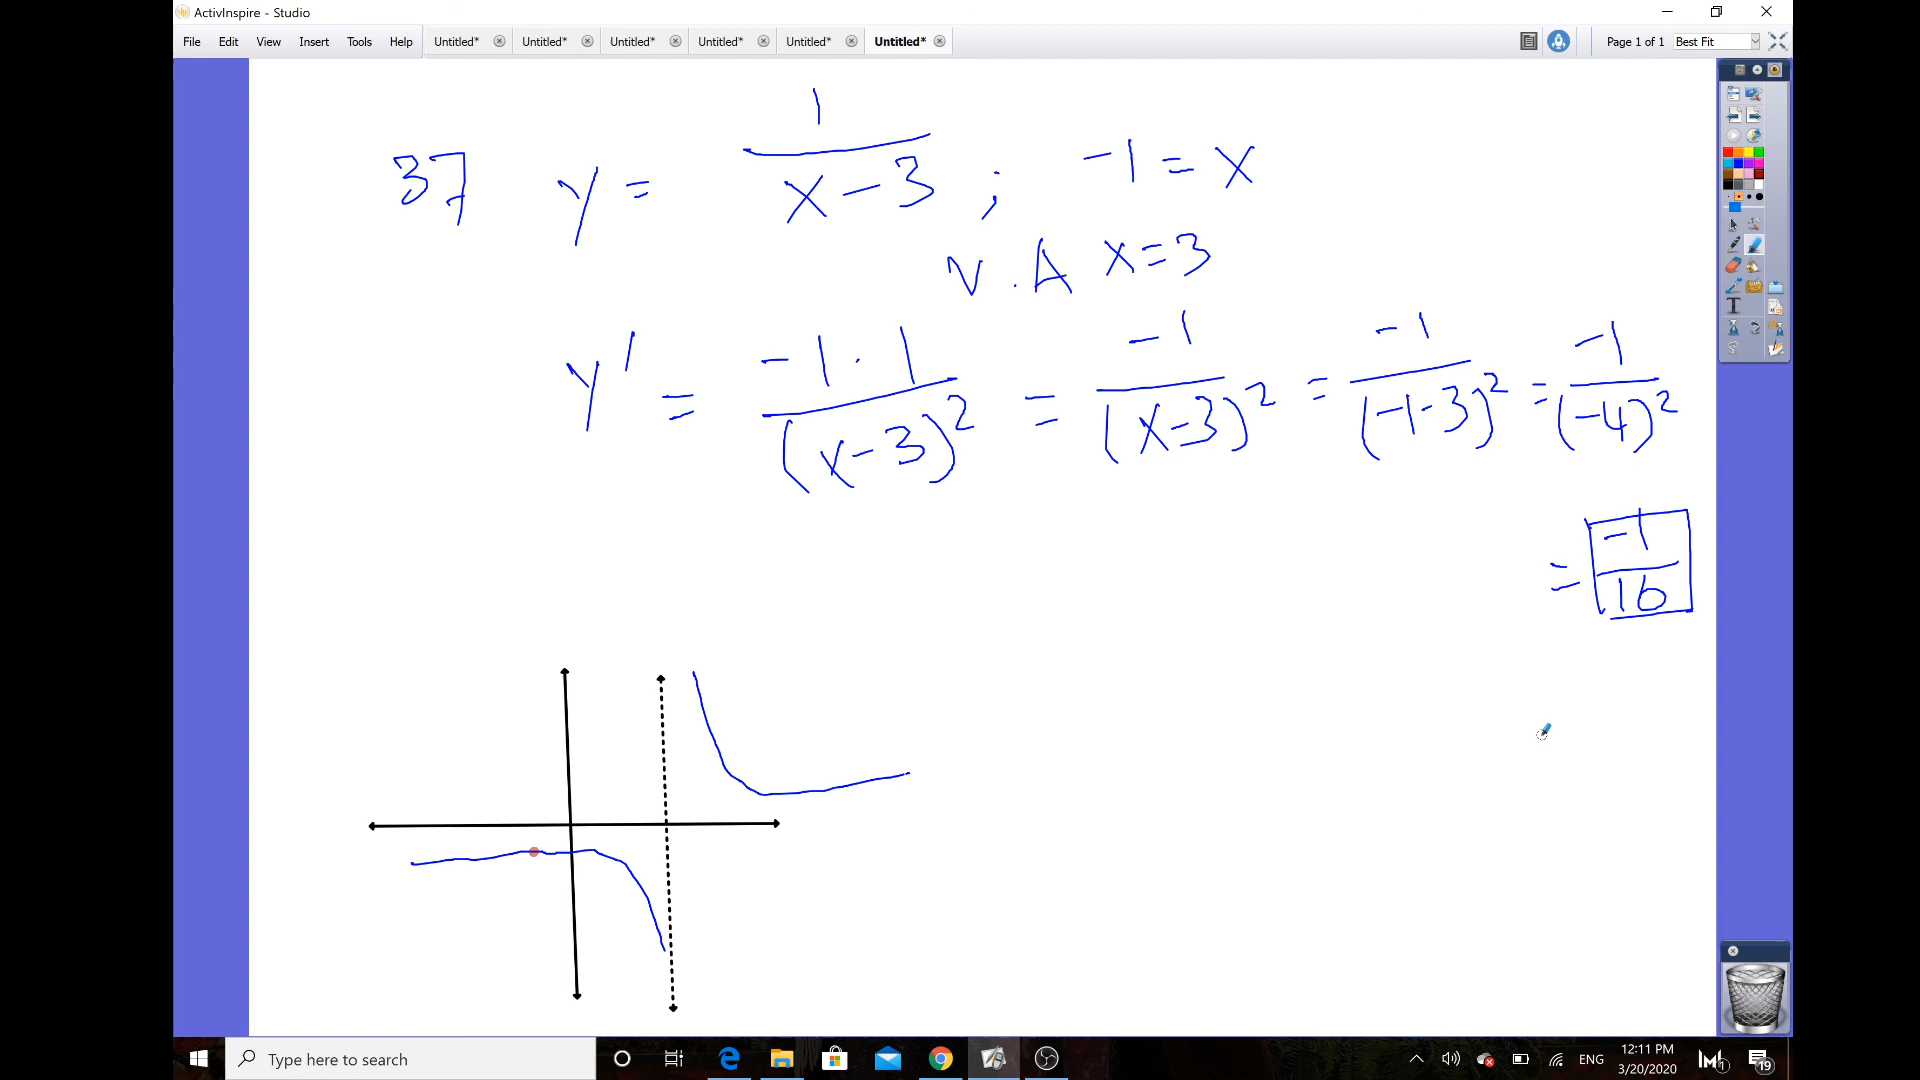 ActivInspire - Studio
File Edit View Insert Tools Help Untitled* Untitled* Untitled* Untitled* Untitled* Untitled* Page 1 of 1 Best Fit
37 y = 1/(x-3) ; -1 = x
V.A x=3
y' = (-1·1)/(x-3)² = -1/(x-3)² = -1/(-1-3)² = -1/(-4)²
= -1/16
Type here to search ENG 12:11 PM 3/20/2020 19